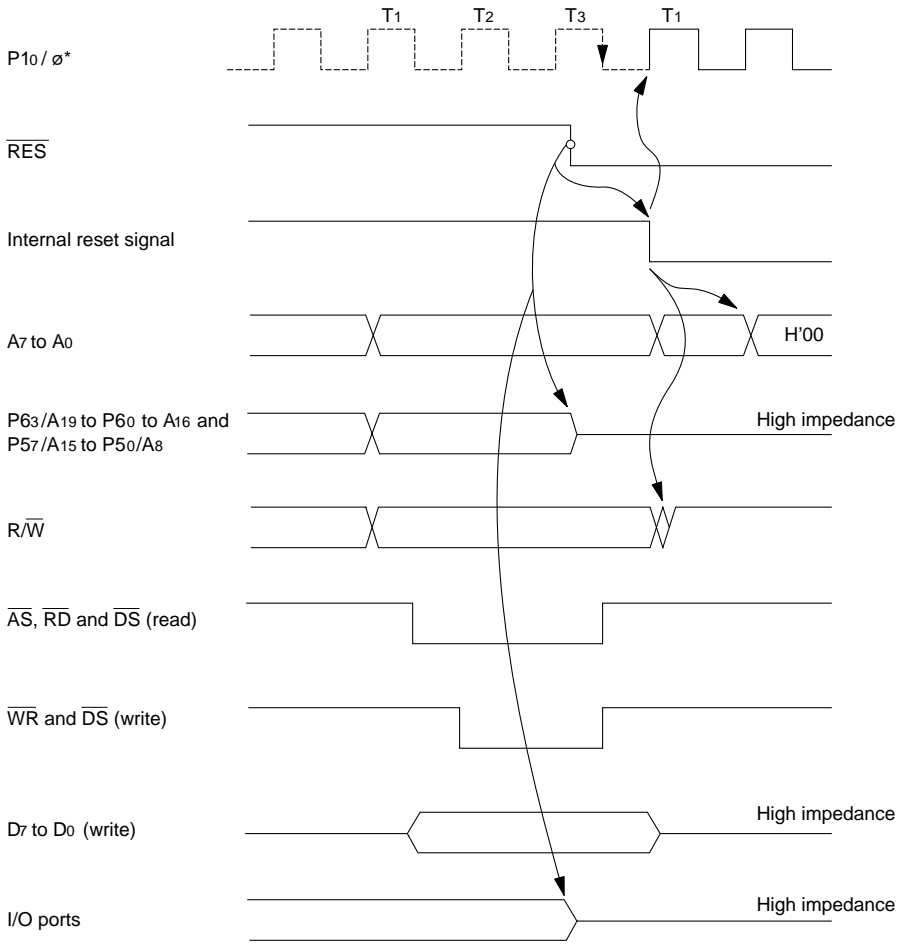 T1 T2 T3 T1
P10 / ø*
RES
Internal reset signal
A7 to A0
H'00
P63/A19 to P60 to A16 and
P57/A15 to P50/A8
High impedance
R/W
AS, RD and DS (read)
WR and DS (write)
D7 to D0 (write)
High impedance
I/O ports
High impedance